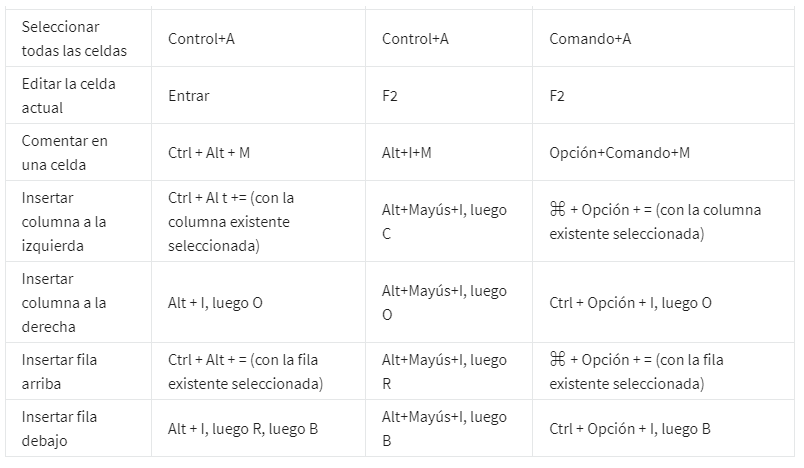 Seleccionar
todas las celdas
Control+A
Control+A
Comando+A
Editar la celda
actual
Entrar
F2
F2
Comentar en
una celda
Ctrl + Alt + M
Alt+I+M
Opción+Comando+M
Insertar
columna a la
izquierda
Ctrl + Al t += (con la
columna existente
seleccionada)
Alt+Mayús+I, luego
C
⌘ + Opción + = (con la columna
existente seleccionada)
Insertar
columna a la
derecha
Alt + I, luego O
Alt+Mayús+I, luego
O
Ctrl + Opción + I, luego O
Insertar fila
arriba
Ctrl + Alt + = (con la fila
existente seleccionada)
Alt+Mayús+I, luego
R
⌘ + Opción + = (con la fila
existente seleccionada)
Insertar fila
debajo
Alt + I, luego R, luego B
Alt+Mayús+I, luego
B
Ctrl + Opción + I, luego B